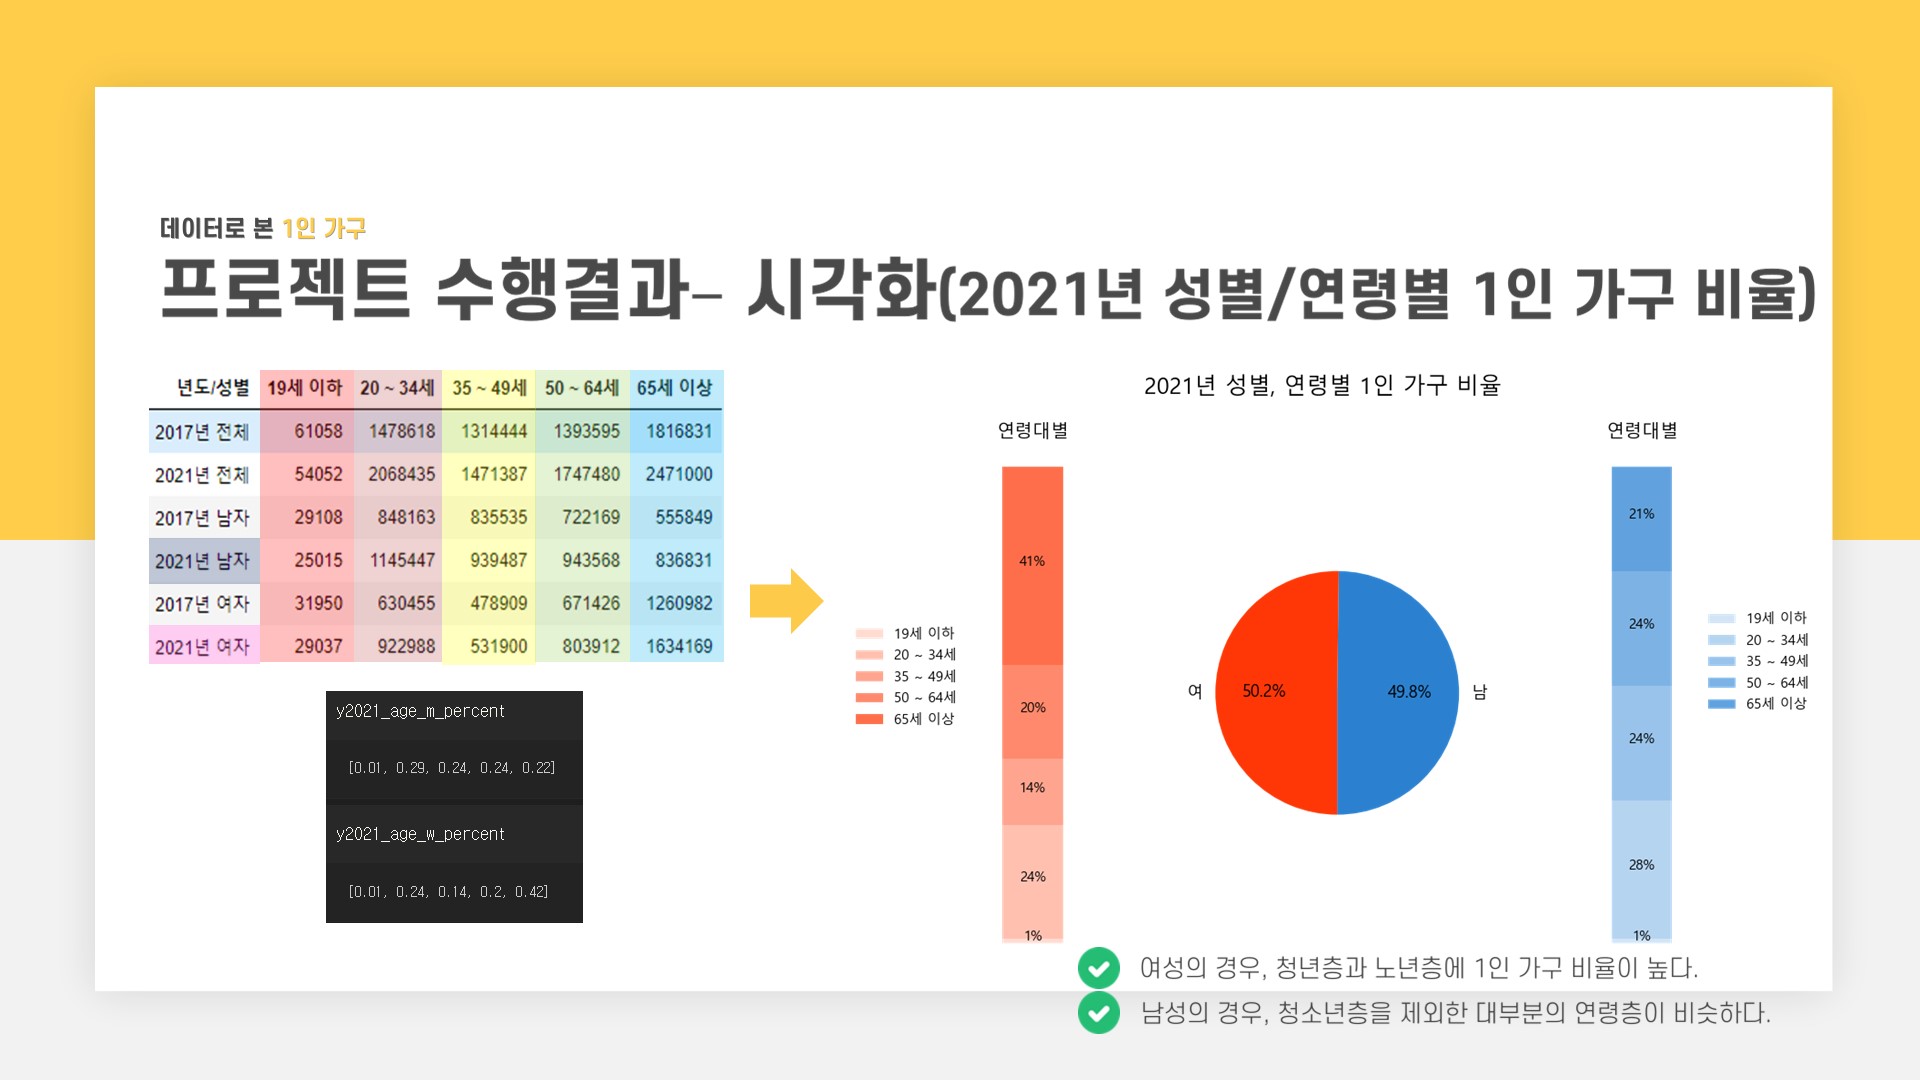 데이터로 본 1인 가구
프로젝트 수행결과– 시각화(2021년 성별/연령별 1인 가구 비율)
년도/성별 19세 이하 20 ~ 34세 35 ~ 49세 50 ~ 64세 65세 이상
2017년 전체 61058 1478618 1314444 1393595 1816831
2021년 전체 54052 2068435 1471387 1747480 2471000
2017년 남자 29108 848163 835535 722169 555849
2021년 남자 25015 1145447 939487 943568 836831
2017년 여자 31950 630455 478909 671426 1260982
2021년 여자 29037 922988 531900 803912 1634169
y2021_age_m_percent
[0.01, 0.29, 0.24, 0.24, 0.22]
y2021_age_w_percent
[0.01, 0.24, 0.14, 0.2, 0.42]
2021년 성별, 연령별 1인 가구 비율
연령대별
41%
20%
14%
24%
1%
19세 이하
20 ~ 34세
35 ~ 49세
50 ~ 64세
65세 이상
여 50.2% 49.8% 남
연령대별
21%
24%
24%
28%
1%
19세 이하
20 ~ 34세
35 ~ 49세
50 ~ 64세
65세 이상
여성의 경우, 청년층과 노년층에 1인 가구 비율이 높다.
남성의 경우, 청소년층을 제외한 대부분의 연령층이 비슷하다.